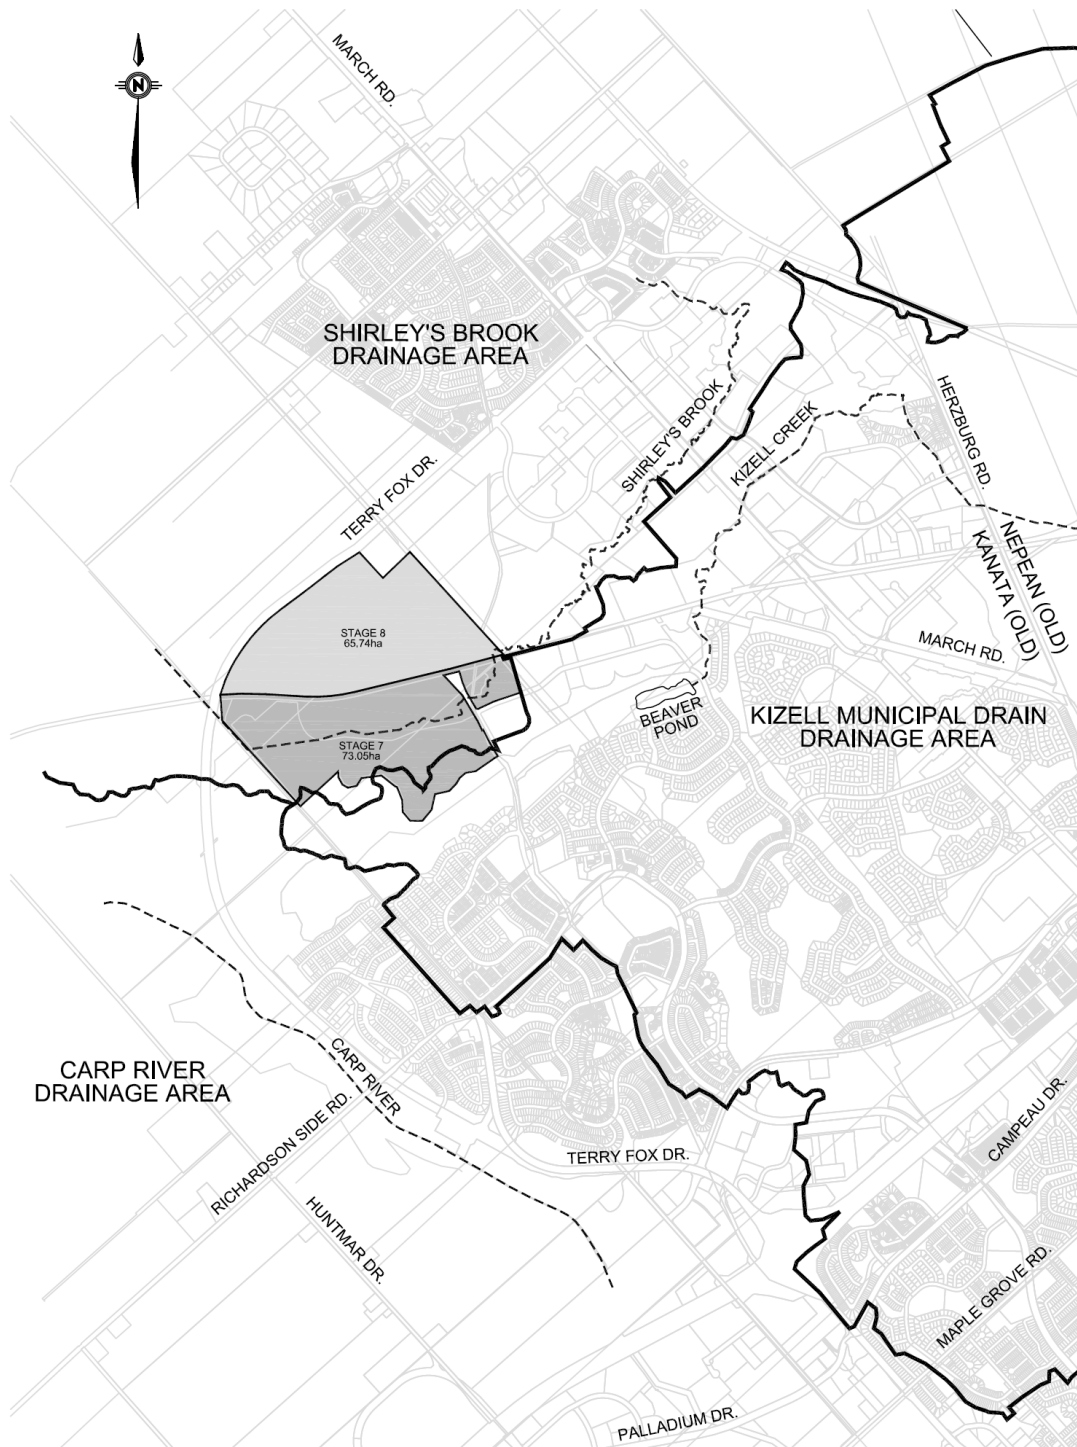 N
MARCH RD.
SHIRLEY'S BROOK
DRAINAGE AREA
HERZBURG RD.
SHIRLEY'S BROOK
KIZELL CREEK
TERRY FOX DR.
NEPEAN (OLD)
KANATA (OLD)
STAGE 8
65.74ha
MARCH RD.
BEAVER
POND
KIZELL MUNICIPAL DRAIN
DRAINAGE AREA
STAGE 7
73.05ha
CARP RIVER
DRAINAGE AREA
CARP RIVER
RICHARDSON SIDE RD.
CAMPEAU DR.
TERRY FOX DR.
HUNTMAR DR.
MAPLE GROVE RD.
PALLADIUM DR.